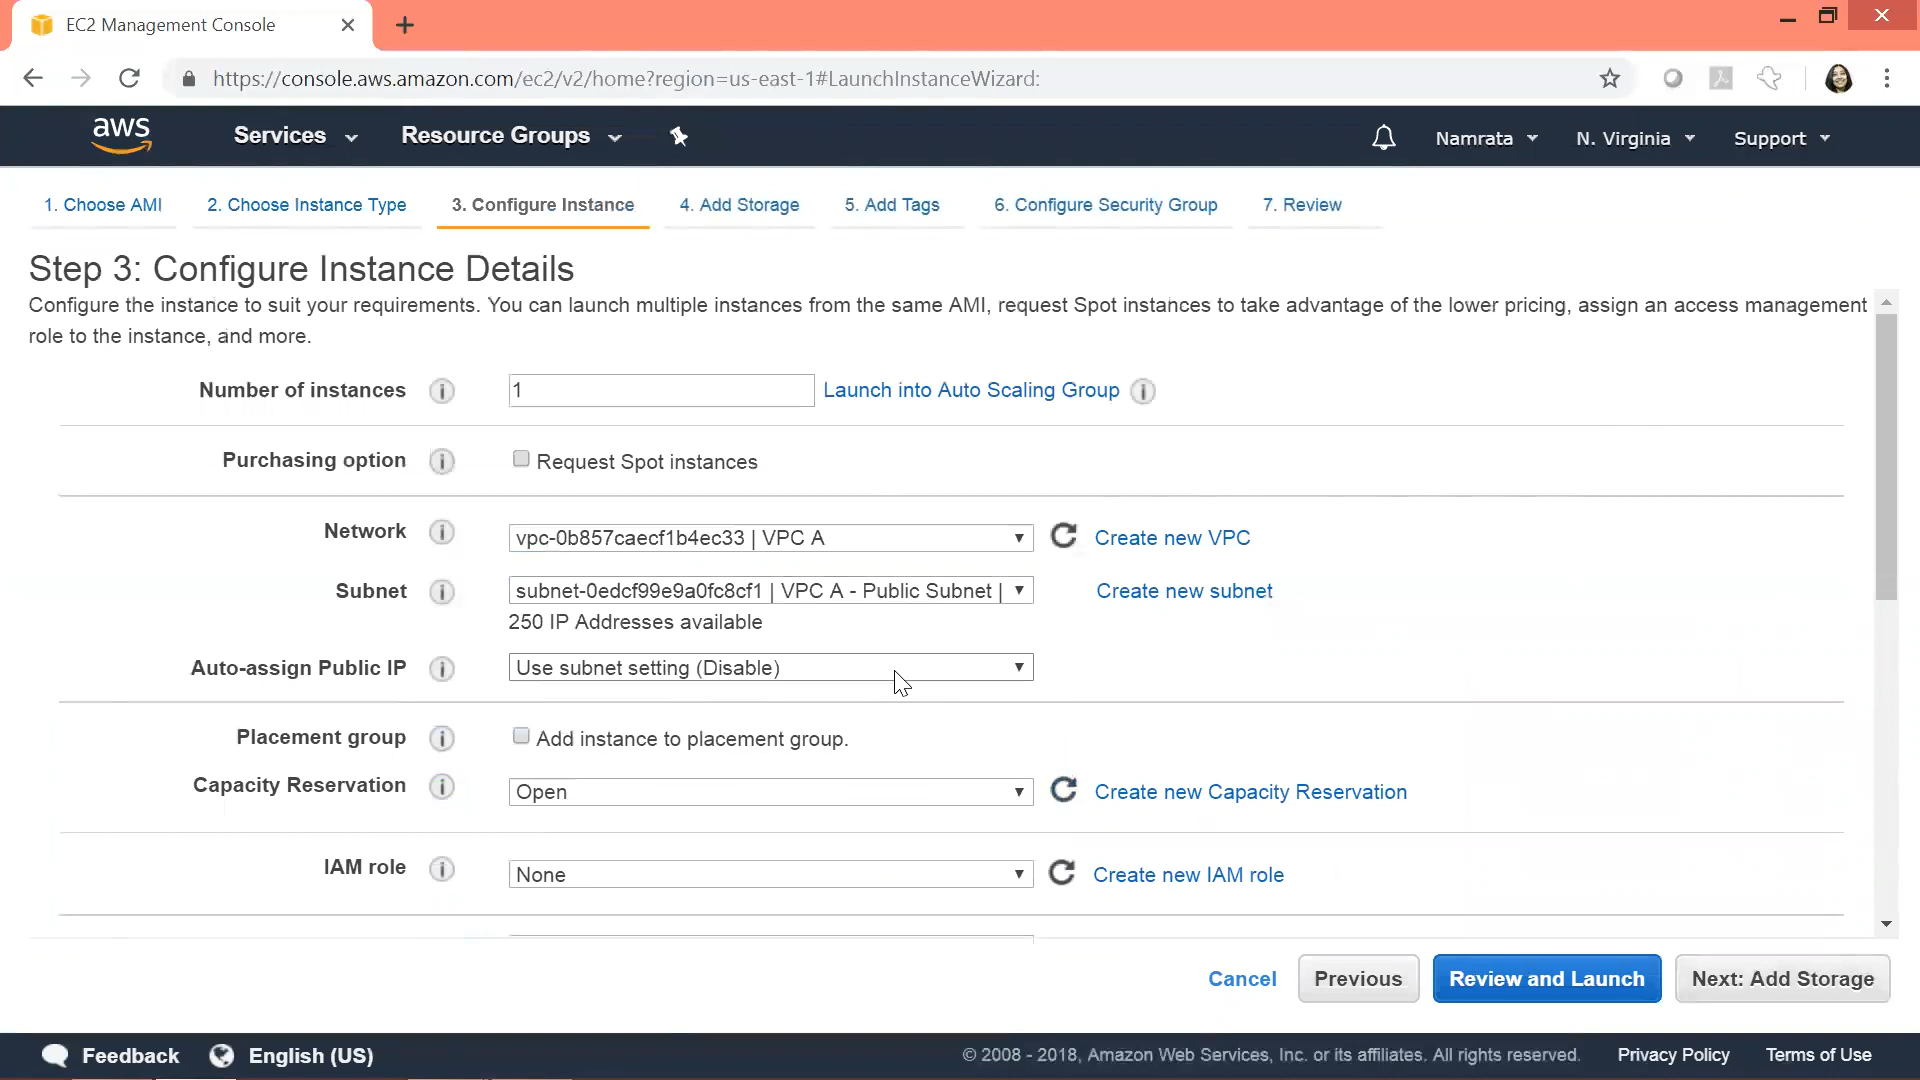 EC2 Management Console
https://console.aws.amazon.com/ec2/v2/home?region=us-east-1#LaunchInstanceWizard:
aws Services Resource Groups Namrata N. Virginia Support
1. Choose AMI 2. Choose Instance Type 3. Configure Instance 4. Add Storage 5. Add Tags 6. Configure Security Group 7. Review
Step 3: Configure Instance Details
Configure the instance to suit your requirements. You can launch multiple instances from the same AMI, request Spot instances to take advantage of the lower pricing, assign an access management
role to the instance, and more.
Number of instances 1 Launch into Auto Scaling Group
Purchasing option Request Spot instances
Network vpc-0b857caecf1b4ec33 | VPC A Create new VPC
Subnet subnet-0edcf99e9a0fc8cf1 | VPC A - Public Subnet | Create new subnet
250 IP Addresses available
Auto-assign Public IP Use subnet setting (Disable)
Placement group Add instance to placement group.
Capacity Reservation Open Create new Capacity Reservation
IAM role None Create new IAM role
Cancel Previous Review and Launch Next: Add Storage
Feedback English (US) © 2008 - 2018, Amazon Web Services, Inc. or its affiliates. All rights reserved. Privacy Policy Terms of Use